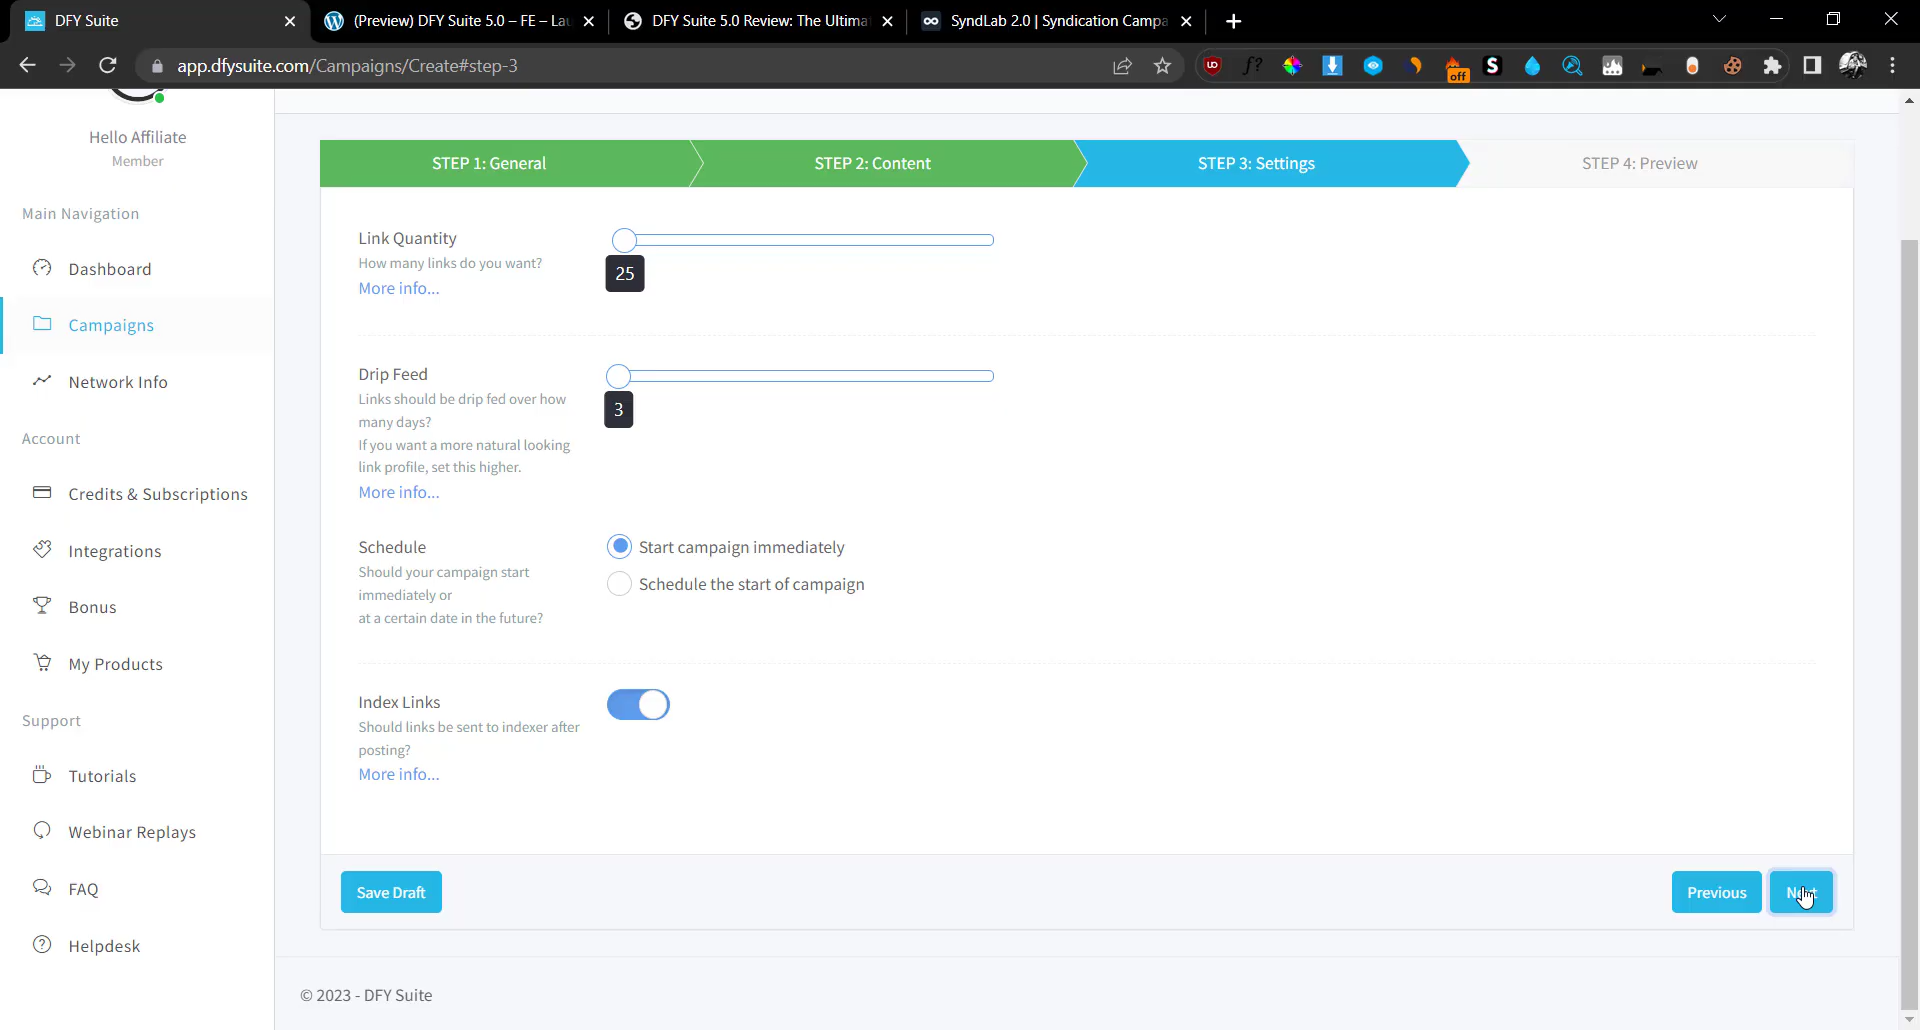 DFY Suite
(Preview) DFY Suite 5.0 – FE – La
DFY Suite 5.0 Review: The Ultima
SyndLab 2.0 | Syndication Campa
app.dfysuite.com/Campaigns/Create#step-3
UD
f?
off
S
Hello Affiliate
Member
Main Navigation
Dashboard
Campaigns
Network Info
Account
Credits & Subscriptions
Integrations
Bonus
My Products
Support
Tutorials
Webinar Replays
FAQ
Helpdesk
STEP 1: General
STEP 2: Content
STEP 3: Settings
STEP 4: Preview
Link Quantity
How many links do you want?
More info...
25
Drip Feed
Links should be drip fed over how
many days?
If you want a more natural looking
link profile, set this higher.
More info...
3
Schedule
Should your campaign start
immediately or
at a certain date in the future?
Start campaign immediately
Schedule the start of campaign
Index Links
Should links be sent to indexer after
posting?
More info...
Save Draft
Previous
Next
© 2023 - DFY Suite